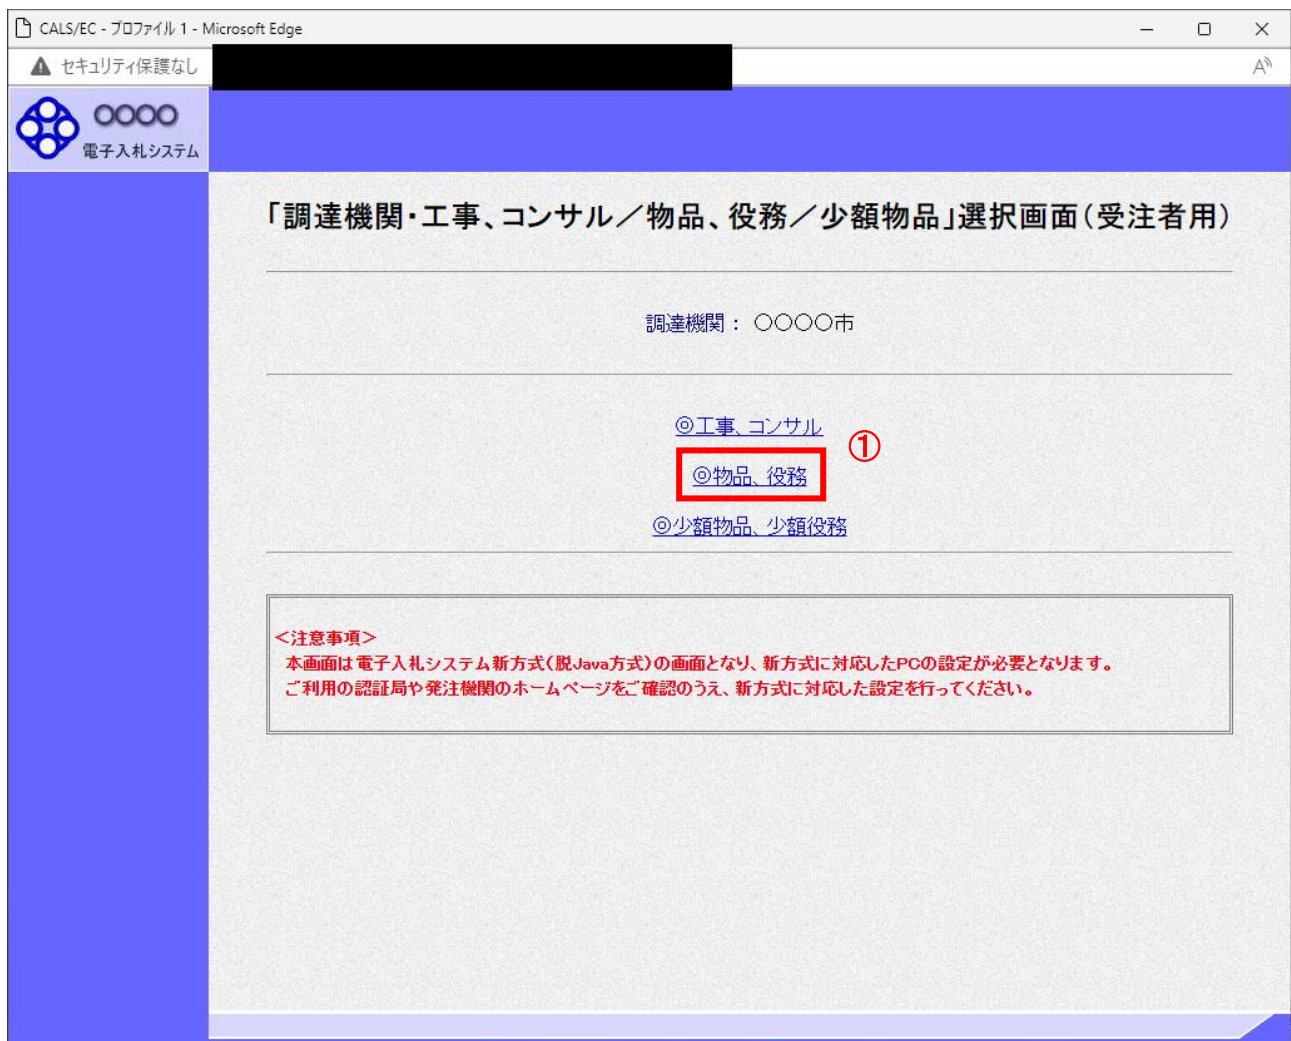 CALS/EC - プロファイル 1 - Microsoft Edge
セキュリティ保護なし
〇〇〇〇
電子入札システム
「調達機関・工事、コンサル／物品、役務／少額物品」選択画面(受注者用)
調達機関： 〇〇〇〇市
◎工事、コンサル
①
◎物品、役務
◎少額物品、少額役務
＜注意事項＞
本画面は電子入札システム新方式(脱Java方式)の画面となり、新方式に対応したPCの設定が必要となります。
ご利用の認証局や発注機関のホームページをご確認のうえ、新方式に対応した設定を行ってください。